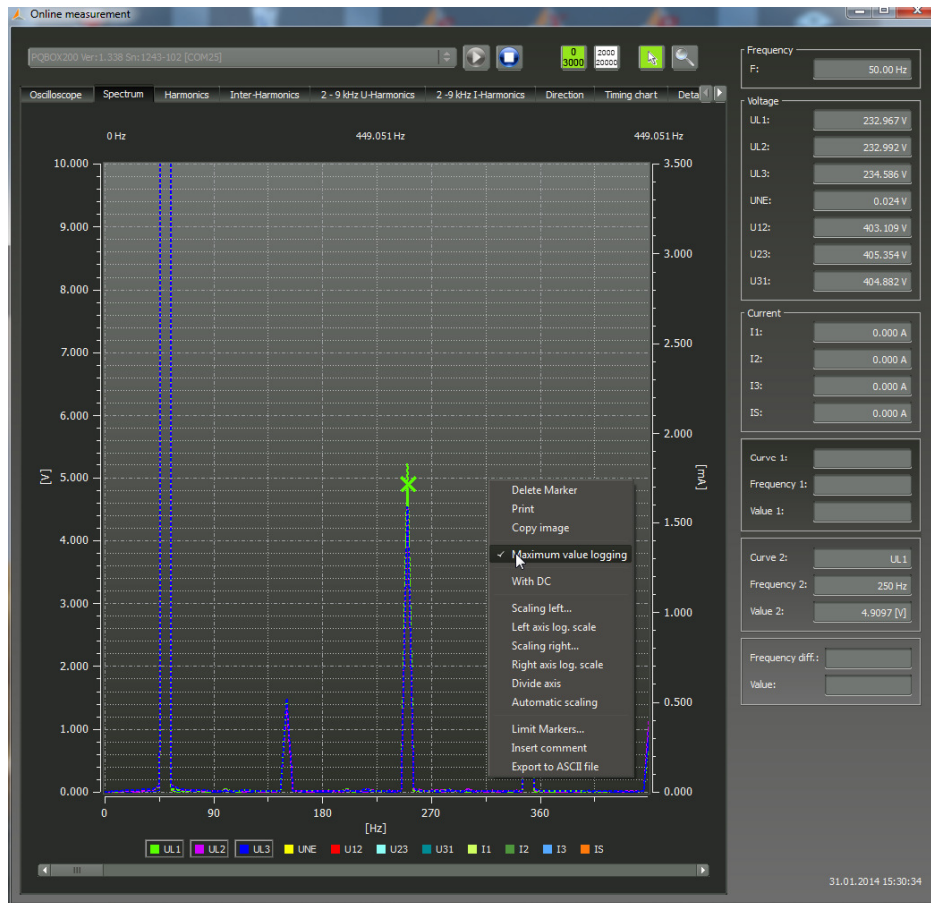 Online measurement
PQBOX200 Ver:1.338 Sn:1243-102 [COM25]
0
3000
2000
20000
Oscilloscope Spectrum Harmonics Inter-Harmonics 2 - 9 kHz U-Harmonics 2 -9 kHz I-Harmonics Direction Timing chart Deta
0 Hz 449.051 Hz 449.051 Hz
10.000
9.000
8.000
7.000
6.000
5.000
4.000
3.000
2.000
1.000
0.000
[V]
3.500
3.000
2.500
2.000
1.500
1.000
0.500
0.000
[mA]
0 90 180 270 360
[Hz]
UL1 UL2 UL3 UNE U12 U23 U31 I1 I2 I3 IS
Delete Marker
Print
Copy image
Maximum value logging
With DC
Scaling left...
Left axis log. scale
Scaling right...
Right axis log. scale
Divide axis
Automatic scaling
Limit Markers...
Insert comment
Export to ASCII file
Frequency
F: 50.00 Hz
Voltage
UL1: 232.967 V
UL2: 232.992 V
UL3: 234.586 V
UNE: 0.024 V
U12: 403.109 V
U23: 405.354 V
U31: 404.882 V
Current
I1: 0.000 A
I2: 0.000 A
I3: 0.000 A
IS: 0.000 A
Curve 1:
Frequency 1:
Value 1:
Curve 2: UL1
Frequency 2: 250 Hz
Value 2: 4.9097 [V]
Frequency diff.:
Value:
31.01.2014 15:30:34